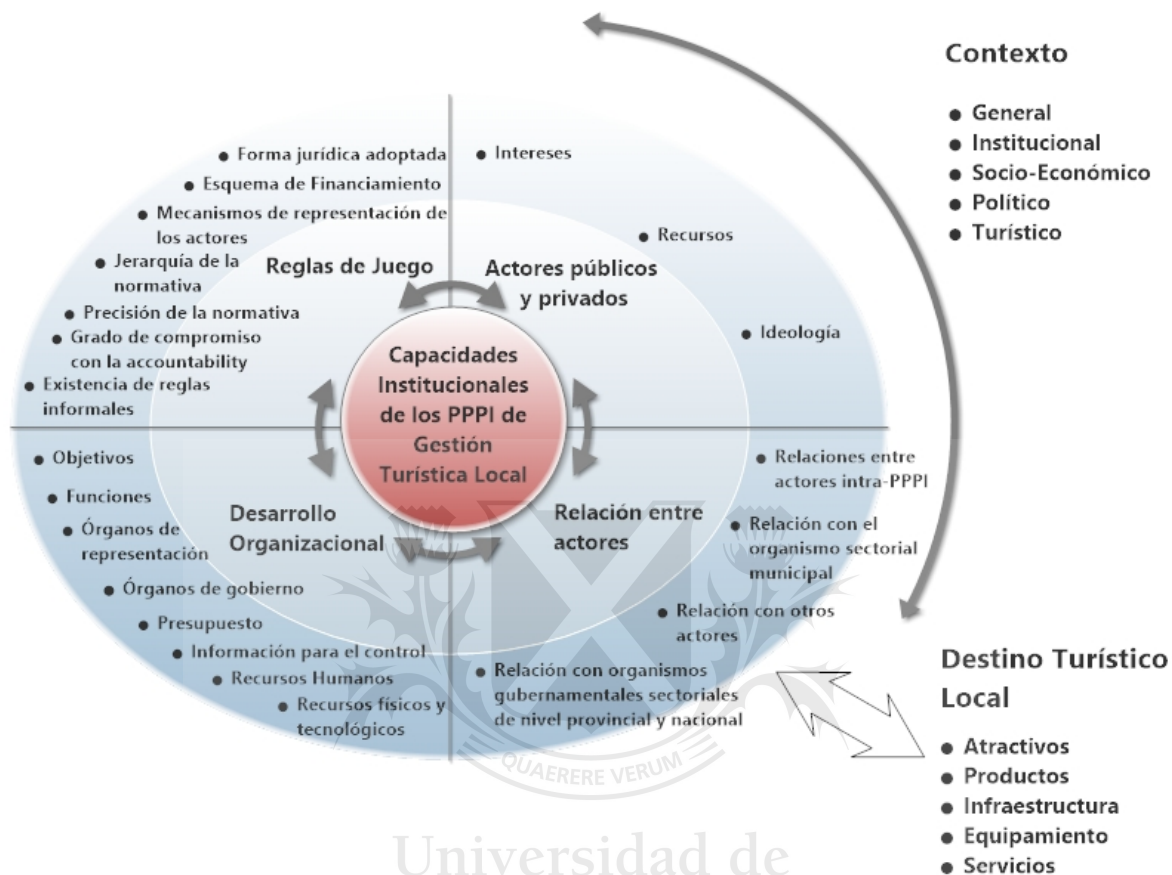 Contexto
● General
● Institucional
● Socio-Económico
● Político
● Turístico
● Forma jurídica adoptada
● Esquema de Financiamiento
● Mecanismos de representación de
los actores
● Jerarquía de la
normativa
● Precisión de la normativa
● Grado de compromiso
con la accountability
● Existencia de reglas
informales
Reglas de Juego
● Intereses
● Recursos
● Ideología
Actores públicos
y privados
Capacidades
Institucionales
de los PPPI de
Gestión
Turística Local
● Objetivos
● Funciones
● Órganos de
representación
● Órganos de gobierno
● Presupuesto
● Información para el control
● Recursos Humanos
● Recursos físicos y
tecnológicos
Desarrollo
Organizacional
Relación entre
actores
● Relaciones entre
actores intra-PPPI
● Relación con el
organismo sectorial
municipal
● Relación con otros
actores
● Relación con organismos
gubernamentales sectoriales
de nivel provincial y nacional
Destino Turístico
Local
● Atractivos
● Productos
● Infraestructura
● Equipamiento
● Servicios
QUAERERE VERUM
Universidad de